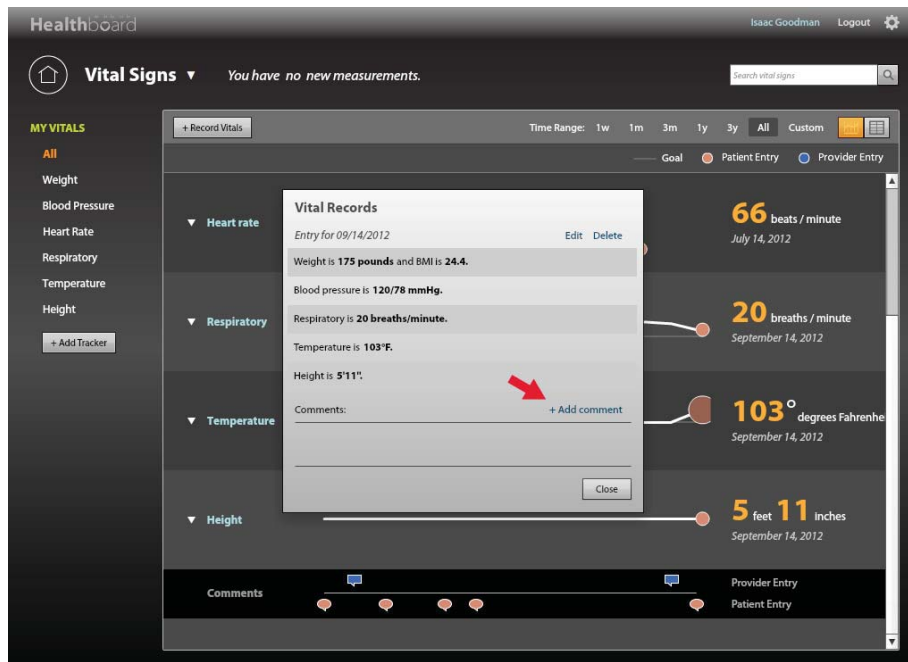 Healthboard
Isaac Goodman Logout
Vital Signs ▼ You have no new measurements.
Search vital signs
MY VITALS
All
Weight
Blood Pressure
Heart Rate
Respiratory
Temperature
Height
+ Add Tracker
+ Record Vitals
Time Range: 1w 1m 3m 1y 3y All Custom
Goal Patient Entry Provider Entry
▼ Heart rate
66 beats / minute
July 14, 2012
▼ Respiratory
20 breaths / minute
September 14, 2012
▼ Temperature
103° degrees Fahrenhe
September 14, 2012
▼ Height
5 feet 11 inches
September 14, 2012
Vital Records
Entry for 09/14/2012 Edit Delete
Weight is 175 pounds and BMI is 24.4.
Blood pressure is 120/78 mmHg.
Respiratory is 20 breaths/minute.
Temperature is 103°F.
Height is 5'11".
Comments: + Add comment
Close
Comments
Provider Entry
Patient Entry